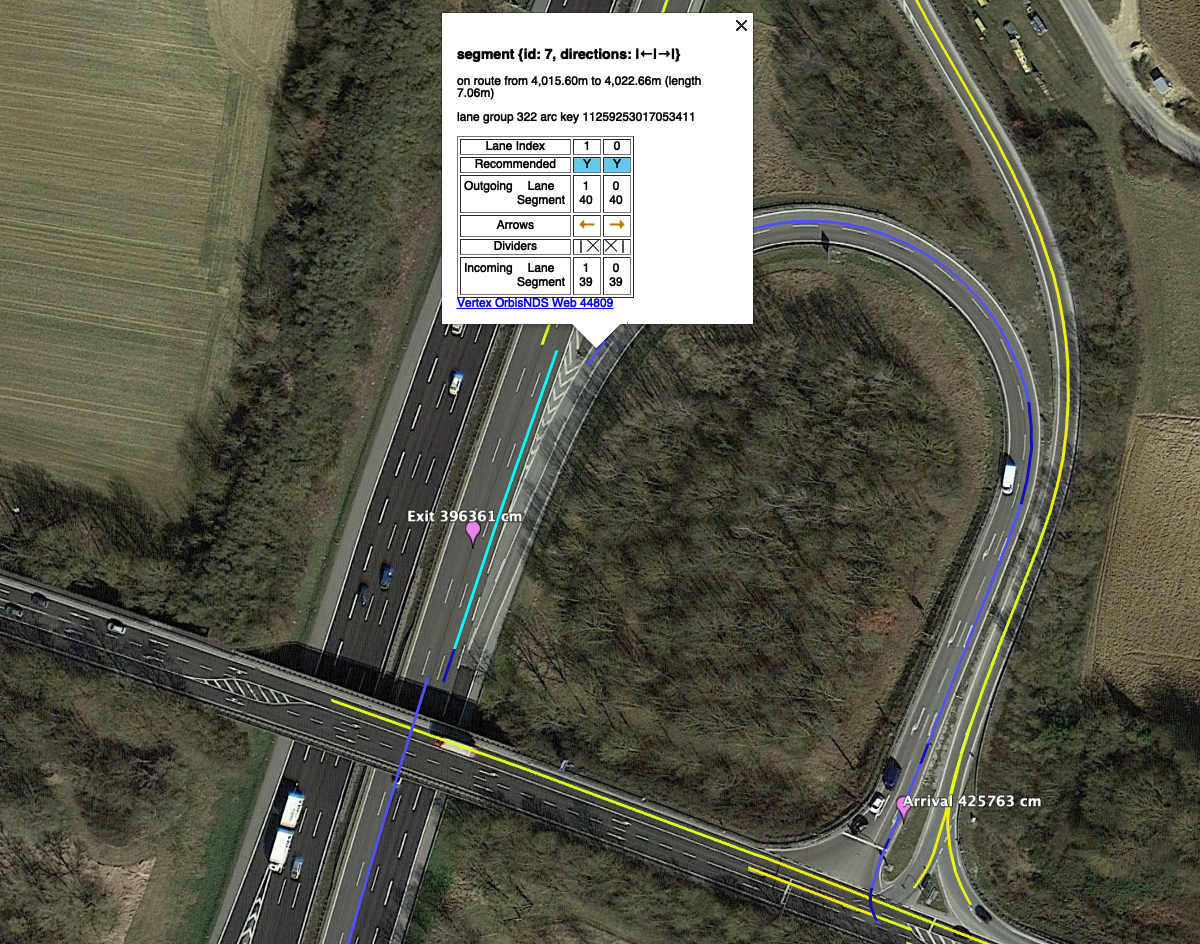 segment {id: 7, directions: |←|→|}
on route from 4,015.60m to 4,022.66m (length
7.06m)
lane group 322 arc key 11259253017053411
Lane Index 1 0
Recommended Y Y
Outgoing Lane 1 0
Segment 40 40
Arrows ← →
Dividers
Incoming Lane 1 0
Segment 39 39
Vertex OrbisNDS Web 44809
Exit 396361 cm
Arrival 425763 cm